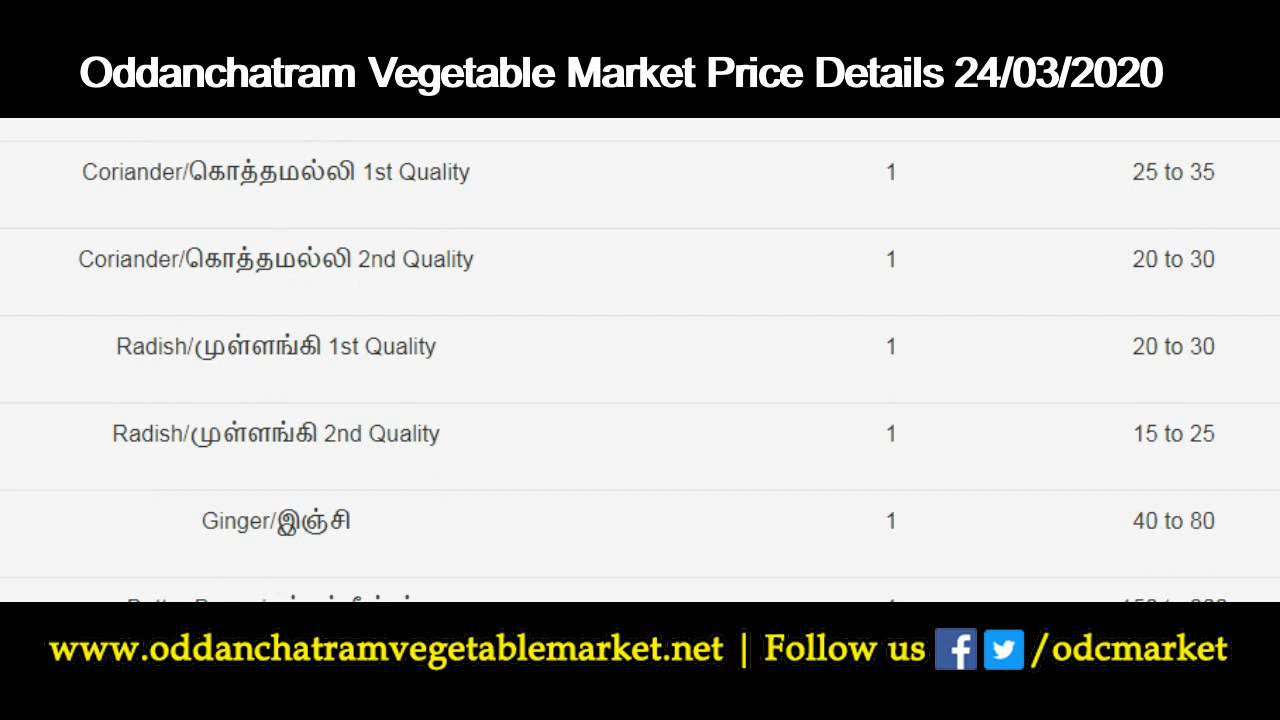 Oddanchatram Vegetable Market Price Details 24/03/2020
Coriander/கொத்தமல்லி 1st Quality 1 25 to 35
Coriander/கொத்தமல்லி 2nd Quality 1 20 to 30
Radish/முள்ளங்கி 1st Quality 1 20 to 30
Radish/முள்ளங்கி 2nd Quality 1 15 to 25
Ginger/இஞ்சி 1 40 to 80
www.oddanchatramvegetablemarket.net | Follow us /odcmarket